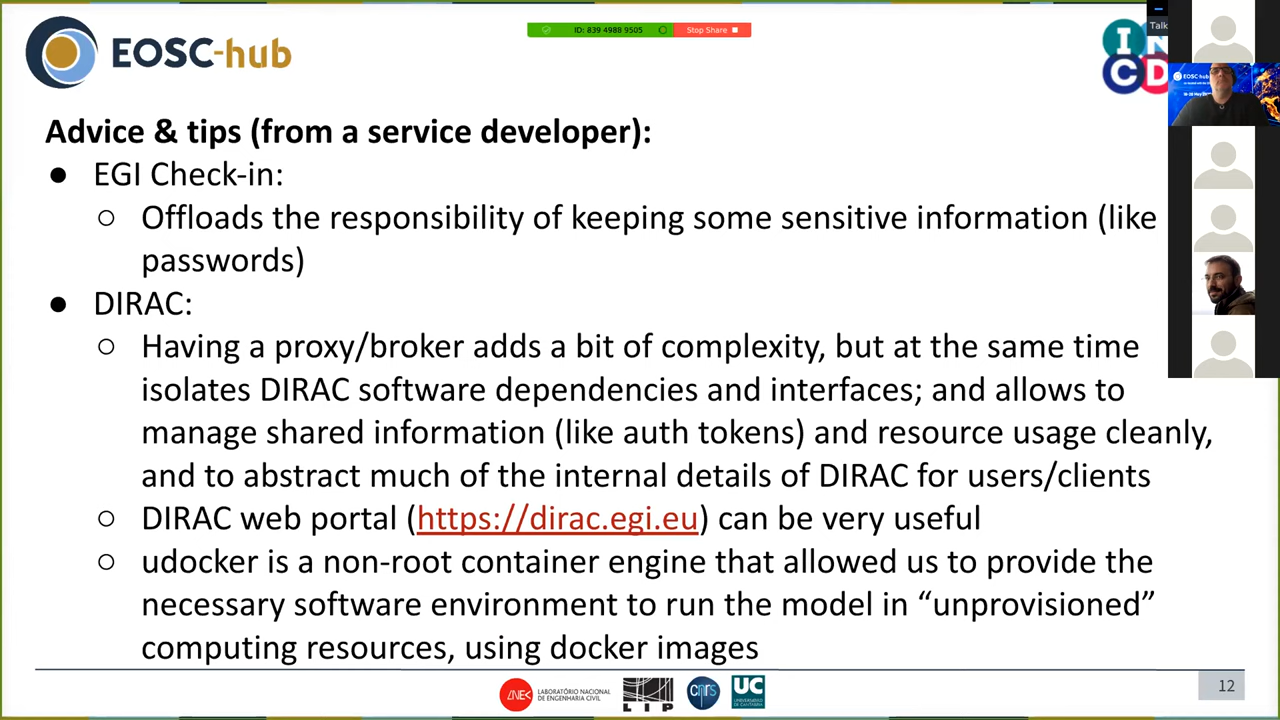 EOSC-hub
ID: 839 4988 9505
Stop Share
Talk
Advice & tips (from a service developer):
● EGI Check-in:
○ Offloads the responsibility of keeping some sensitive information (like
passwords)
● DIRAC:
○ Having a proxy/broker adds a bit of complexity, but at the same time
isolates DIRAC software dependencies and interfaces; and allows to
manage shared information (like auth tokens) and resource usage cleanly,
and to abstract much of the internal details of DIRAC for users/clients
○ DIRAC web portal (https://dirac.egi.eu) can be very useful
○ udocker is a non-root container engine that allowed us to provide the
necessary software environment to run the model in “unprovisioned”
computing resources, using docker images
LABORATÓRIO NACIONAL
DE ENGENHARIA CIVIL
LIP
cnrs
UC
UNIVERSIDAD
DE CANTABRIA
12